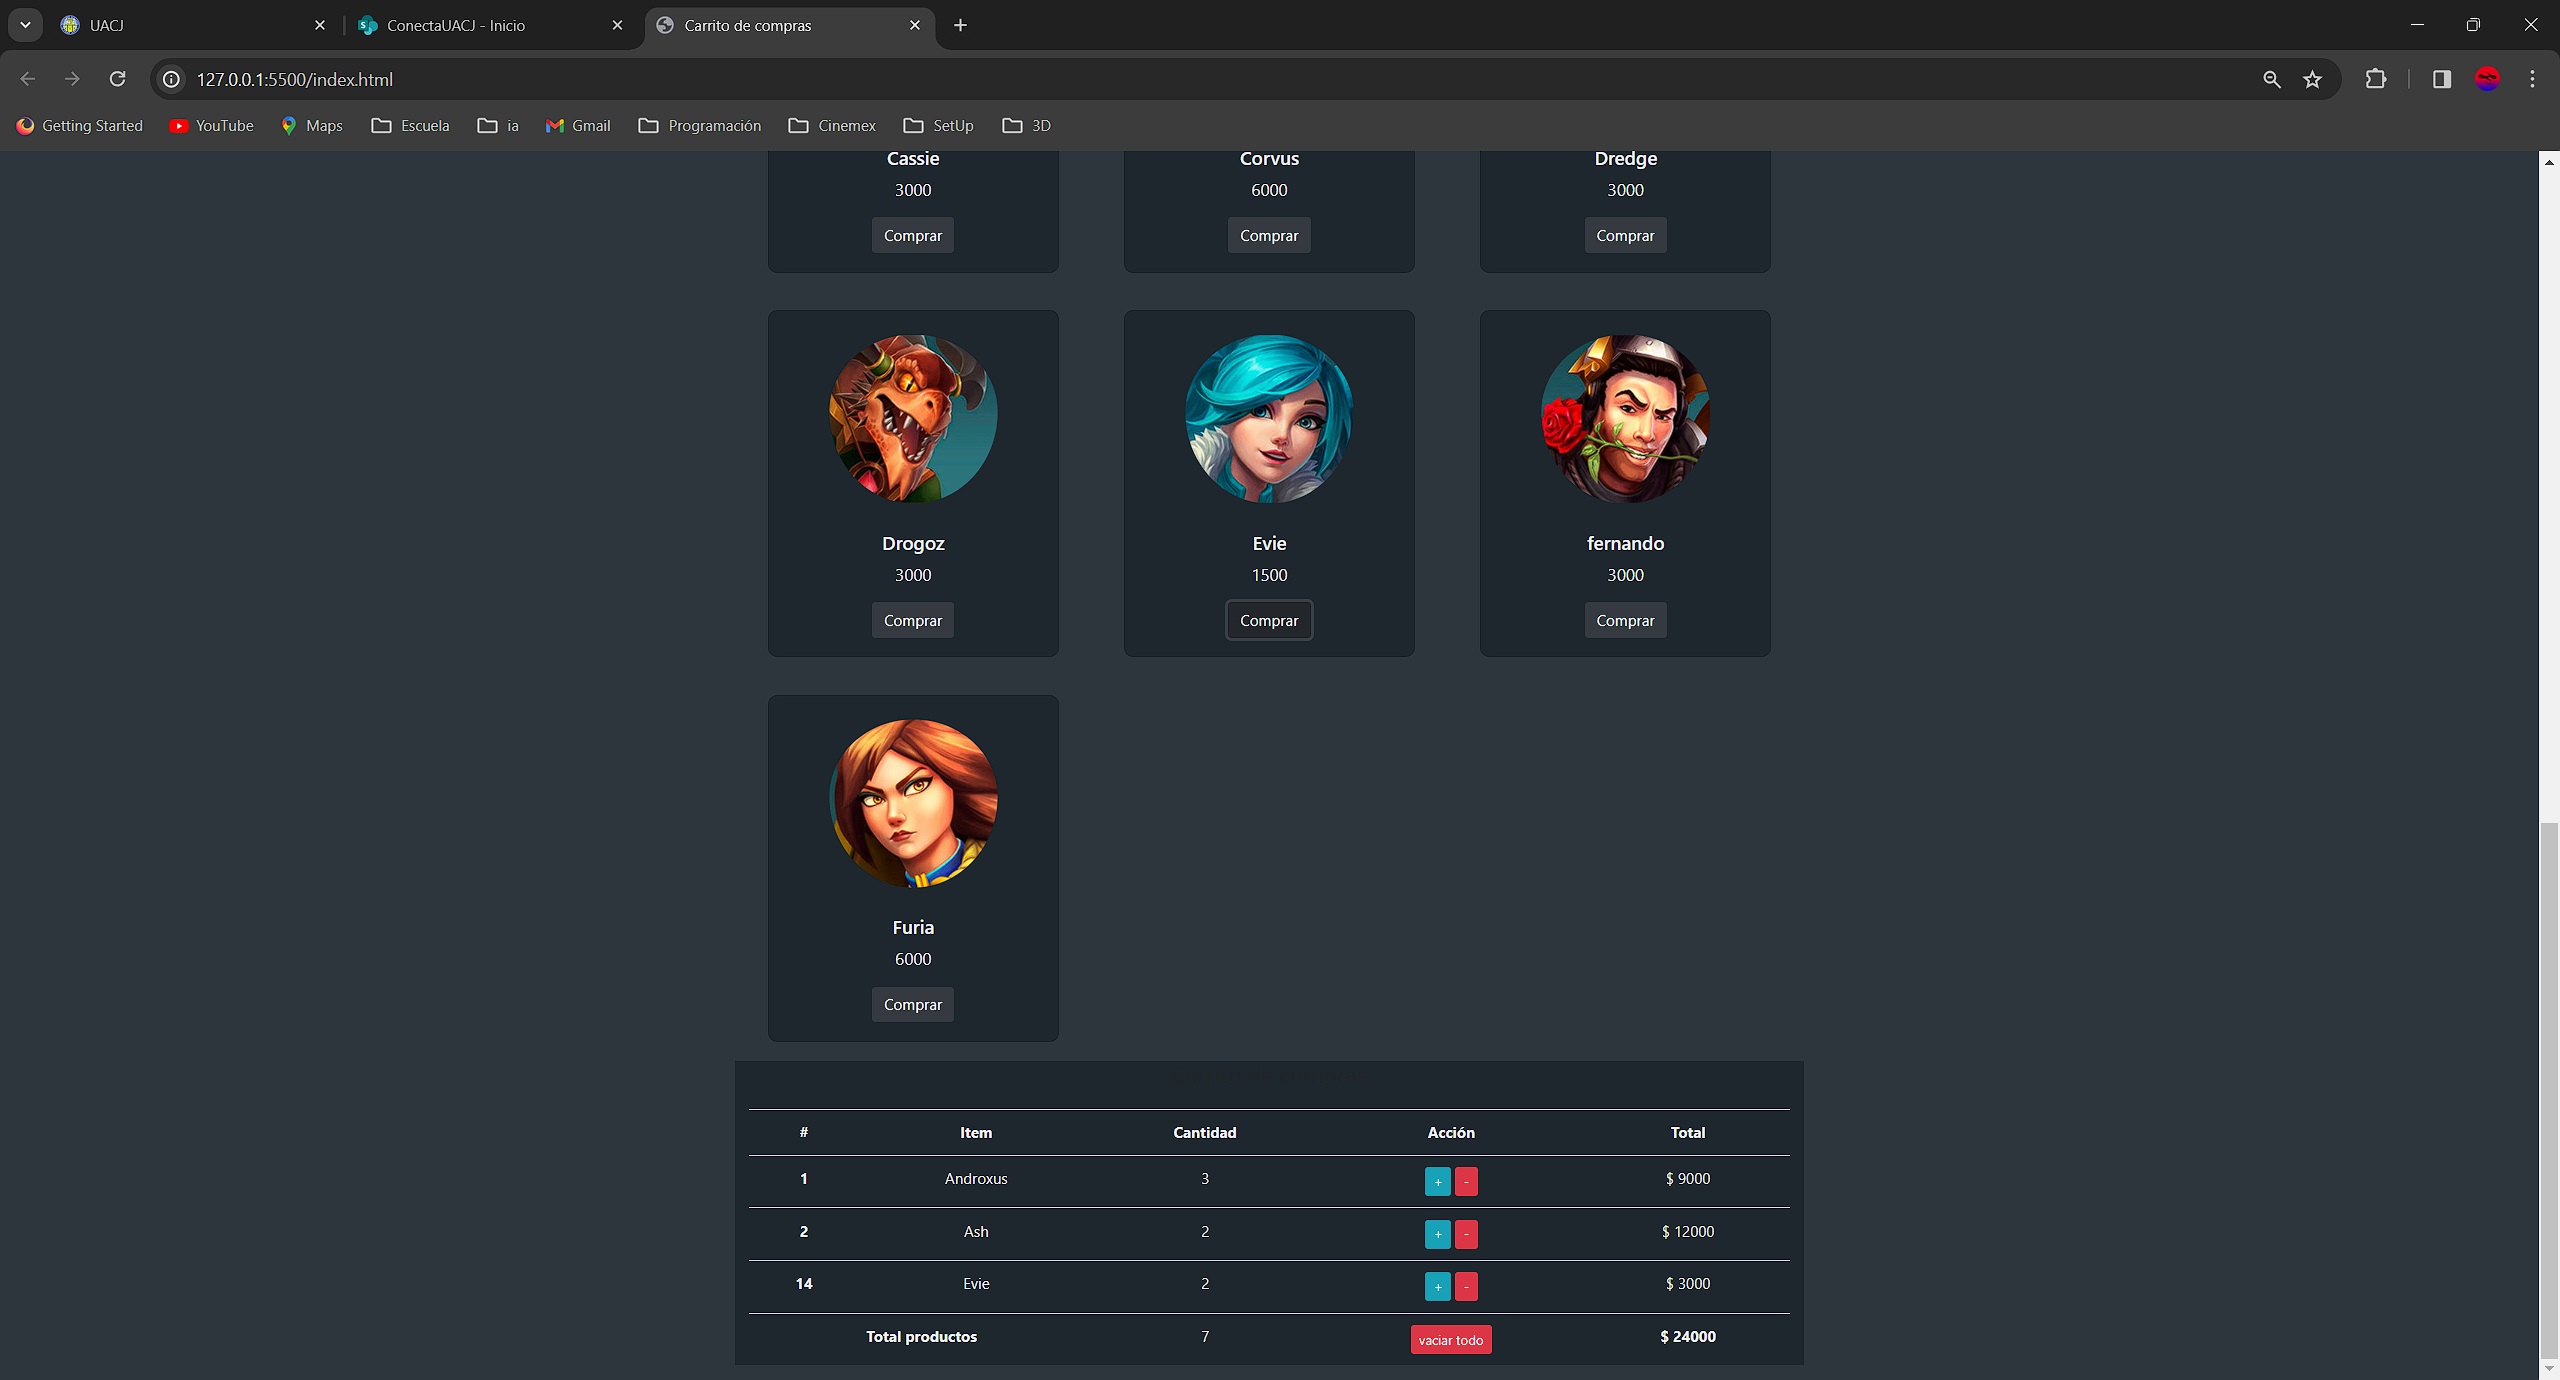 UACJ
ConectaUACJ - Inicio
Carrito de compras
127.0.0.1:5500/index.html
Getting Started
YouTube
Maps
Escuela
ia
Gmail
Programación
Cinemex
SetUp
3D
Cassie Corvus Dredge
3000 6000 3000
Comprar Comprar Comprar
Drogoz Evie fernando
3000 1500 3000
Comprar Comprar Comprar
Furia
6000
Comprar
# Item Cantidad Acción Total
1 Androxus 3 + - $ 9000
2 Ash 2 + - $ 12000
14 Evie 2 + - $ 3000
Total productos 7 vaciar todo $ 24000